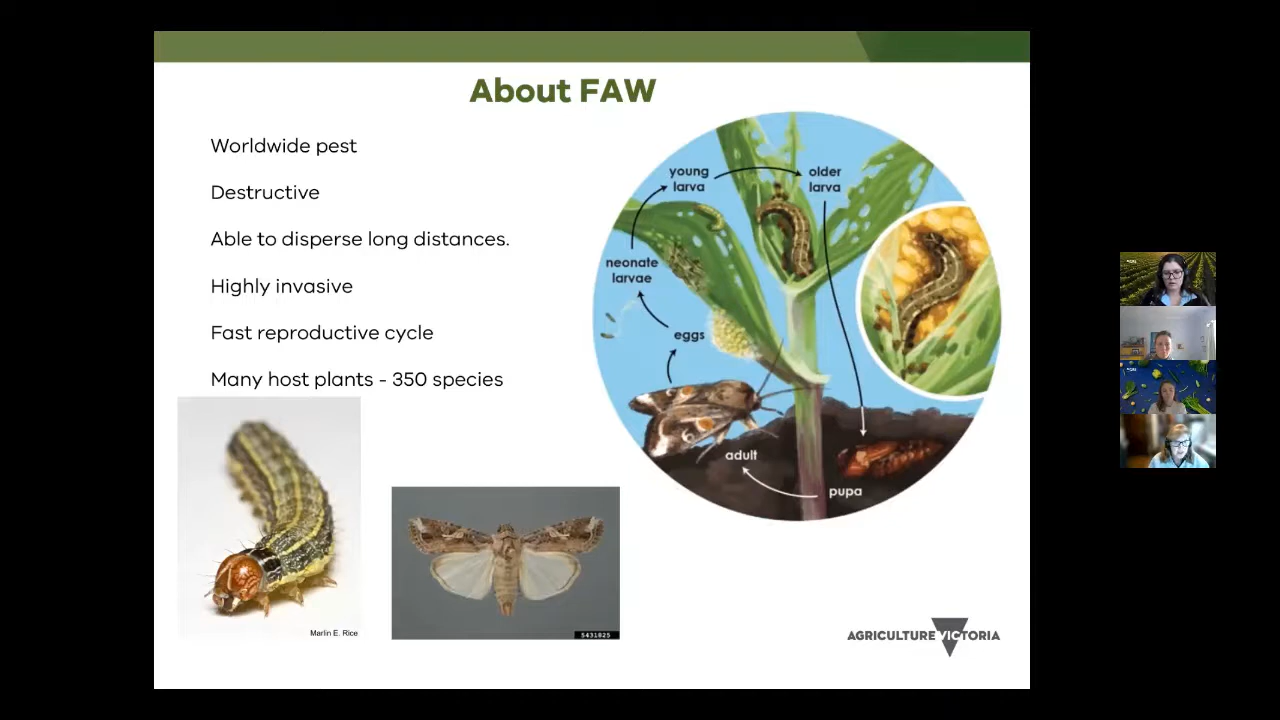 About FAW
Worldwide pest
Destructive
Able to disperse long distances.
Highly invasive
Fast reproductive cycle
Many host plants - 350 species
young
larva
older
larva
neonate
larvae
eggs
adult
pupa
Marlin E. Rice
5431825
AGRICULTURE VICTORIA